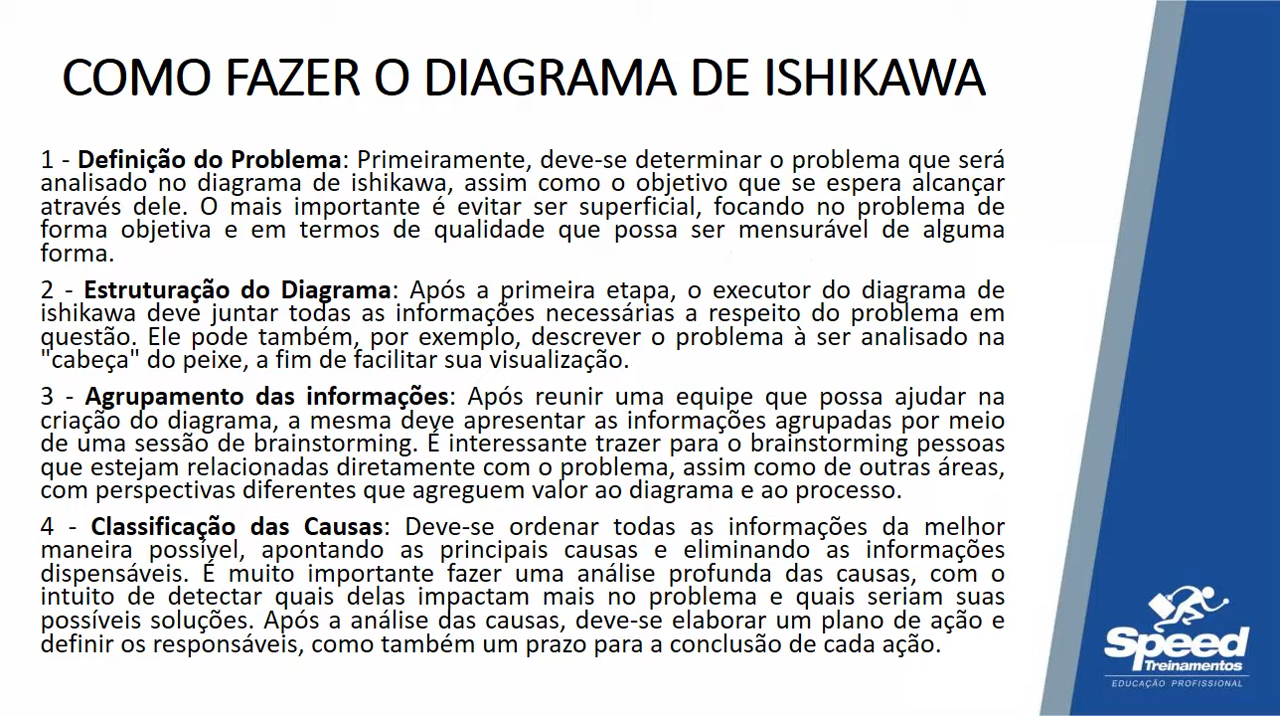 COMO FAZER O DIAGRAMA DE ISHIKAWA
1 - Definição do Problema: Primeiramente, deve-se determinar o problema que será
analisado no diagrama de ishikawa, assim como o objetivo que se espera alcançar
através dele. O mais importante é evitar ser superficial, focando no problema de
forma objetiva e em termos de qualidade que possa ser mensurável de alguma
forma.
2 - Estruturação do Diagrama: Após a primeira etapa, o executor do diagrama de
ishikawa deve juntar todas as informações necessárias a respeito do problema em
questão. Ele pode também, por exemplo, descrever o problema à ser analisado na
"cabeça" do peixe, a fim de facilitar sua visualização.
3 - Agrupamento das informações: Após reunir uma equipe que possa ajudar na
criação do diagrama, a mesma deve apresentar as informações agrupadas por meio
de uma sessão de brainstorming. É interessante trazer para o brainstorming pessoas
que estejam relacionadas diretamente com o problema, assim como de outras áreas,
com perspectivas diferentes que agreguem valor ao diagrama e ao processo.
4 - Classificação das Causas: Deve-se ordenar todas as informações da melhor
maneira possível, apontando as principais causas e eliminando as informações
dispensáveis. É muito importante fazer uma análise profunda das causas, com o
intuito de detectar quais delas impactam mais no problema e quais seriam suas
possíveis soluções. Após a análise das causas, deve-se elaborar um plano de ação e
definir os responsáveis, como também um prazo para a conclusão de cada ação.
Speed
Treinamentos
EDUCAÇÃO PROFISSIONAL